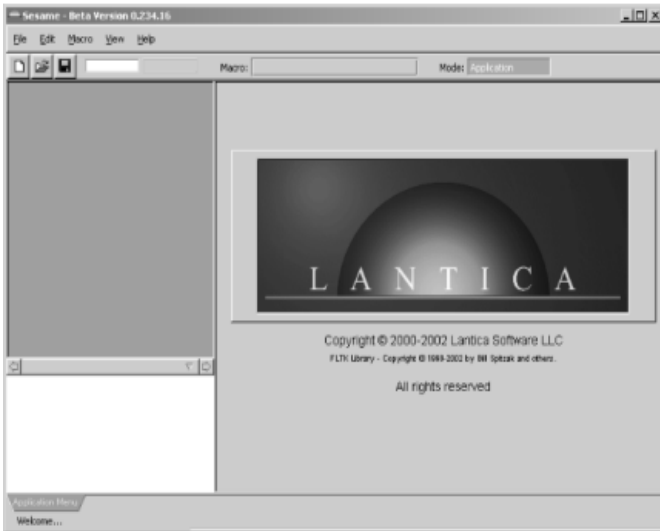 Sesame - Beta Version 0.234.16
File Edit Macro View Help
Macro: Mode: Application
LANTICA
Copyright © 2000-2002 Lantica Software LLC
FLTK Library - Copyright © 1998-2002 by Bill Spitzak and others.
All rights reserved
Application Menu
Welcome...